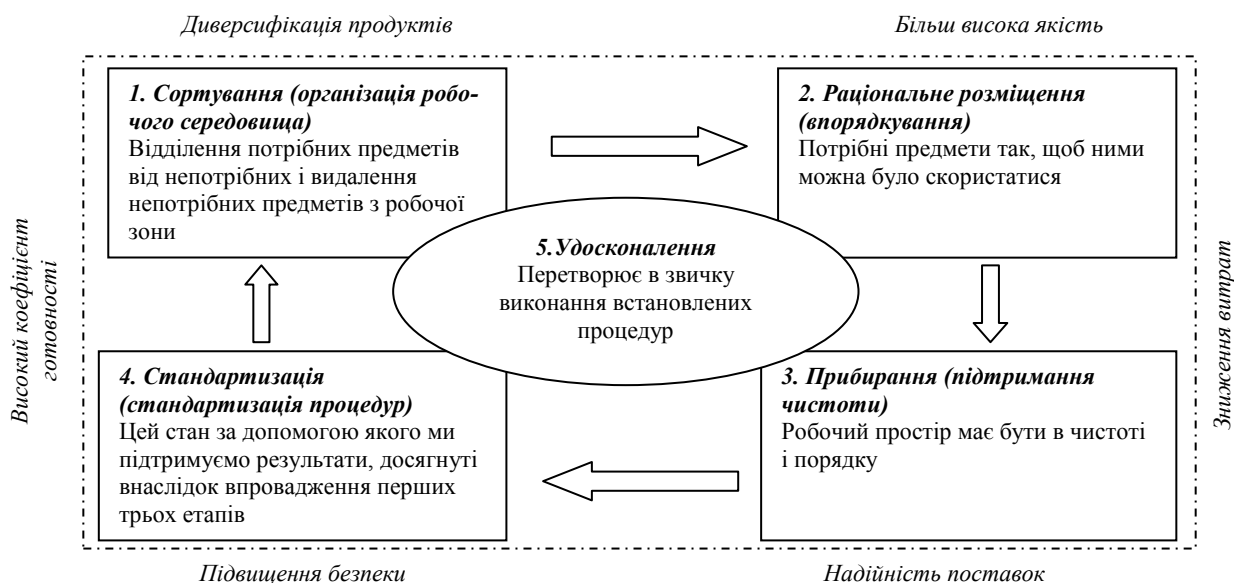 Диверсифікація продуктів
Більш висока якість
1. Сортування (організація робо-
чого середовища)
Відділення потрібних предметів
від непотрібних і видалення
непотрібних предметів з робочої
зони
2. Раціональне розміщення
(впорядкування)
Потрібні предмети так, щоб ними
можна було скористатися
5.Удосконалення
Перетворює в звичку
виконання встановлених
процедур
Високий коефіцієнт
готовності
Зниження витрат
4. Стандартизація
(стандартизація процедур)
Цей стан за допомогою якого ми
підтримуємо результати, досягнуті
внаслідок впровадження перших
трьох етапів
3. Прибирання (підтримання
чистоти)
Робочий простір має бути в чистоті
і порядку
Підвищення безпеки
Надійність поставок